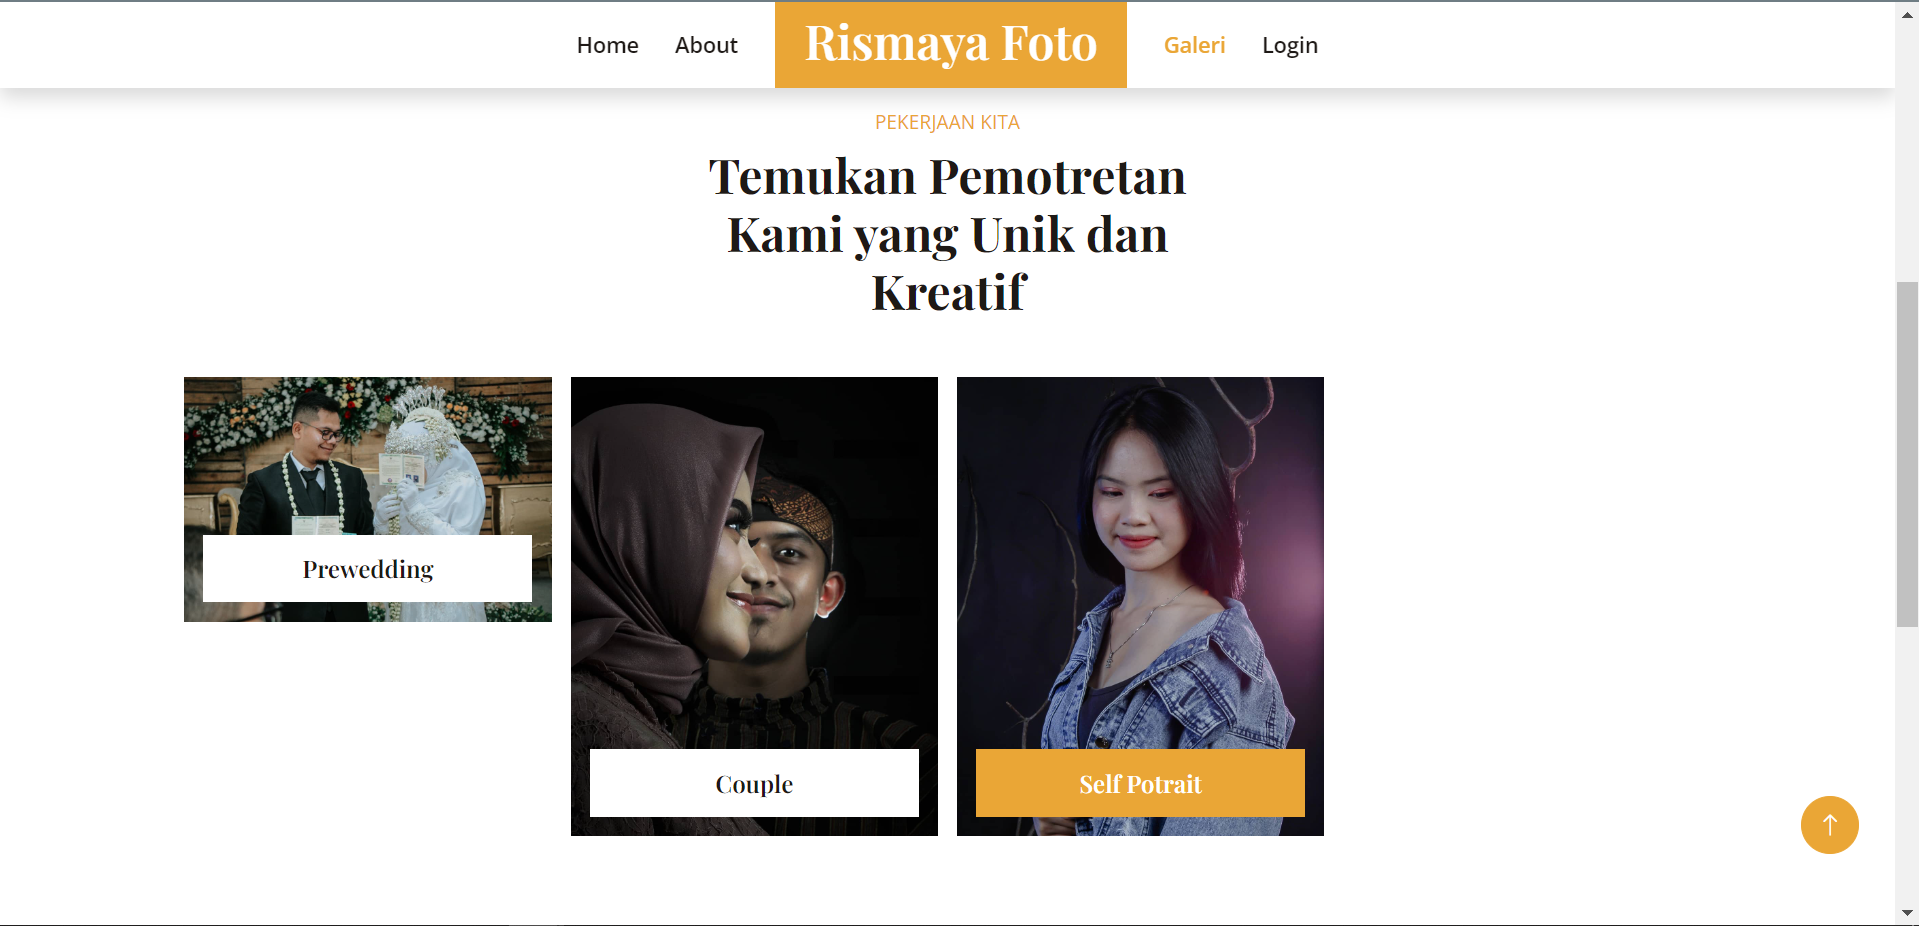 Home About Rismaya Foto Galeri Login
PEKERJAAN KITA
Temukan Pemotretan
Kami yang Unik dan
Kreatif
Prewedding
Couple
Self Potrait